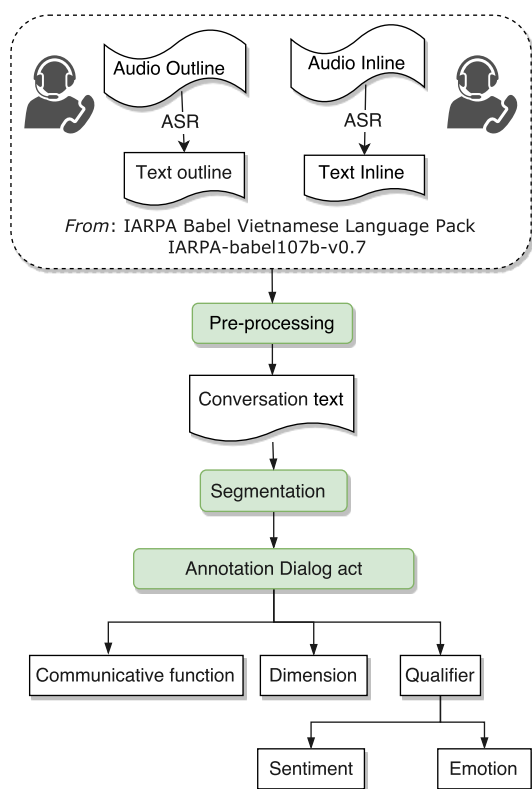 Audio Outline
Audio Inline
ASR
ASR
Text outline
Text Inline
From: IARPA Babel Vietnamese Language Pack
IARPA-babel107b-v0.7
Pre-processing
Conversation text
Segmentation
Annotation Dialog act
Communicative function
Dimension
Qualifier
Sentiment
Emotion